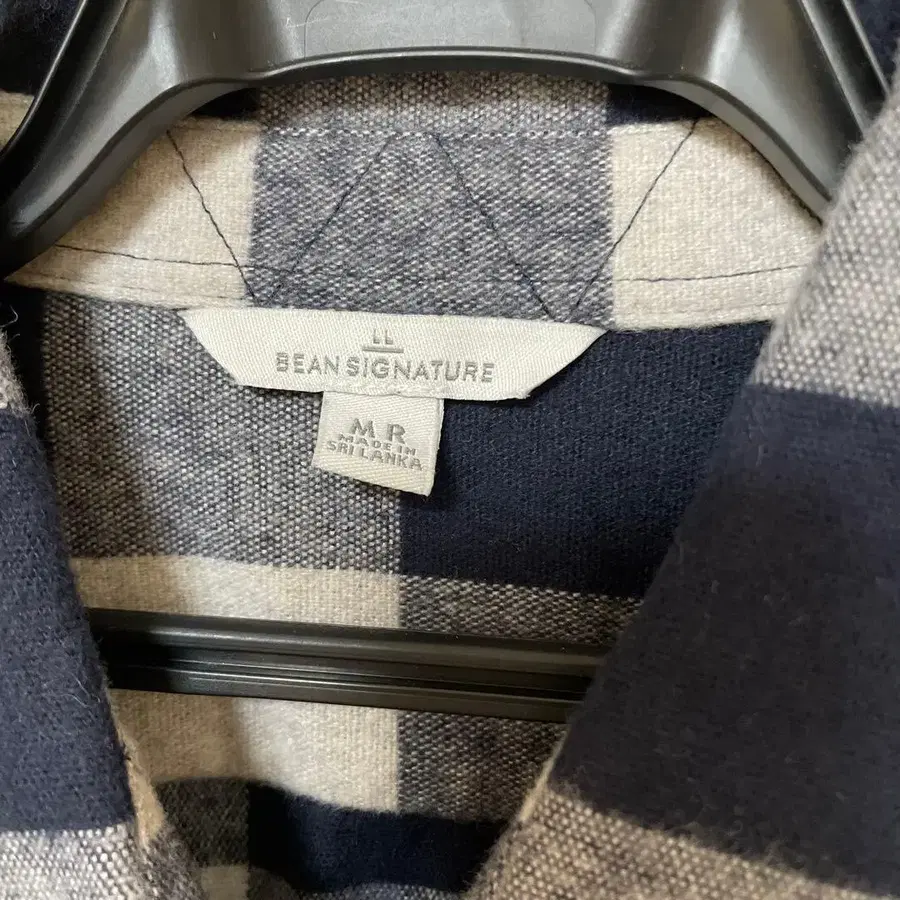 LL
BEAN SIGNATURE
M R
MADE IN
SRI LANKA